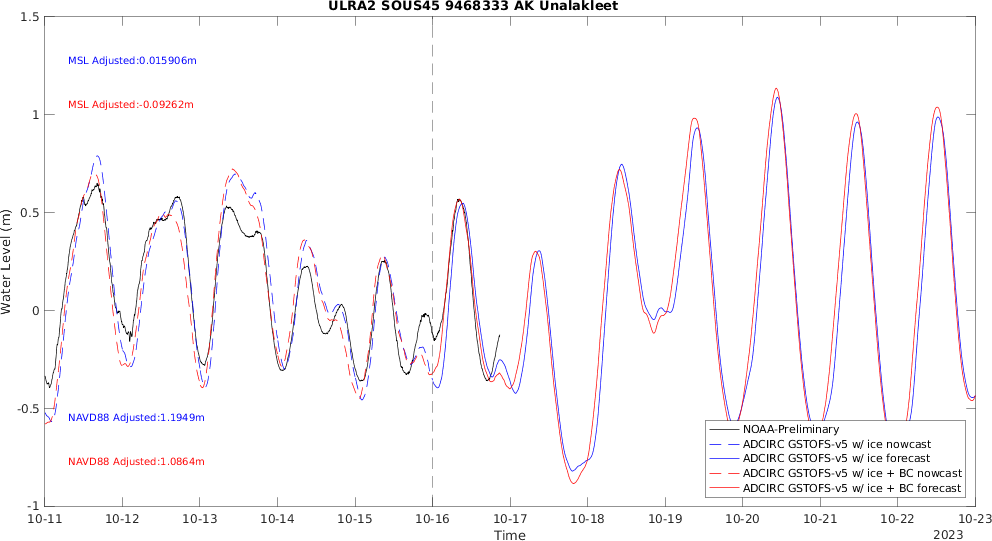 ULRA2 SOUS45 9468333 AK Unalakleet
1.5
MSL Adjusted:0.015906m
MSL Adjusted:-0.09262m
1
0.5
Water Level (m)
0
-0.5
NAVD88 Adjusted:1.1949m
NAVD88 Adjusted:1.0864m
NOAA-Preliminary
ADCIRC GSTOFS-v5 w/ ice nowcast
ADCIRC GSTOFS-v5 w/ ice forecast
ADCIRC GSTOFS-v5 w/ ice + BC nowcast
ADCIRC GSTOFS-v5 w/ ice + BC forecast
-1
10-11 10-12 10-13 10-14 10-15 10-16 10-17 10-18 10-19 10-20 10-21 10-22 10-23
Time
2023